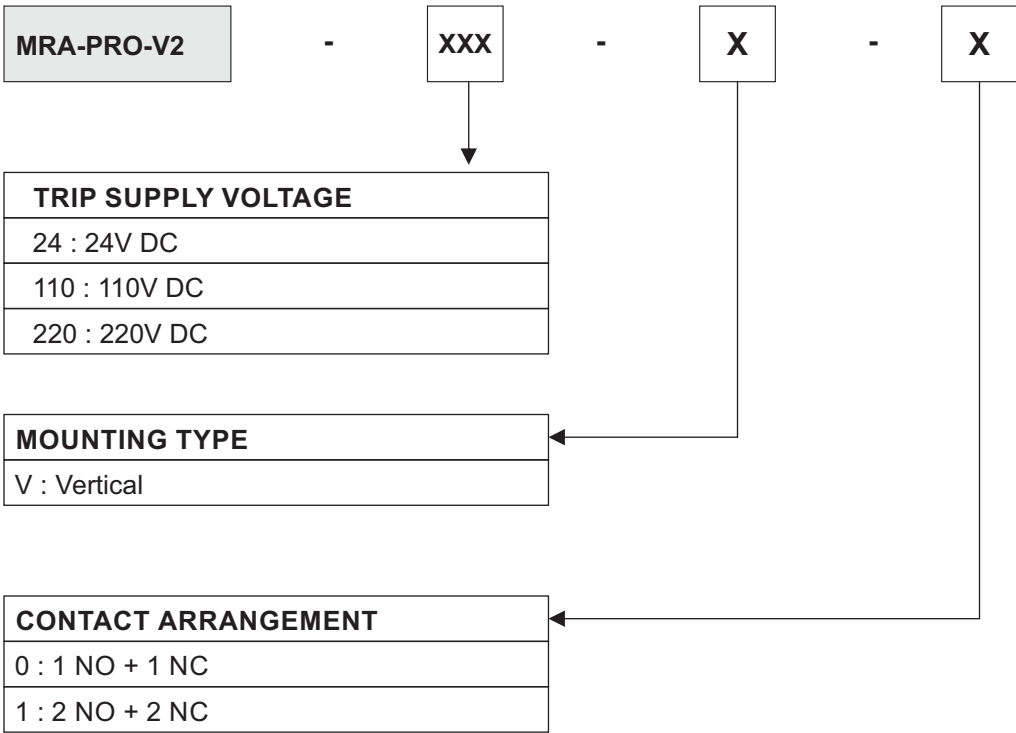 MRA-PRO-V2 - XXX - X - X
TRIP SUPPLY VOLTAGE
24 : 24V DC
110 : 110V DC
220 : 220V DC
MOUNTING TYPE
V : Vertical
CONTACT ARRANGEMENT
0 : 1 NO + 1 NC
1 : 2 NO + 2 NC